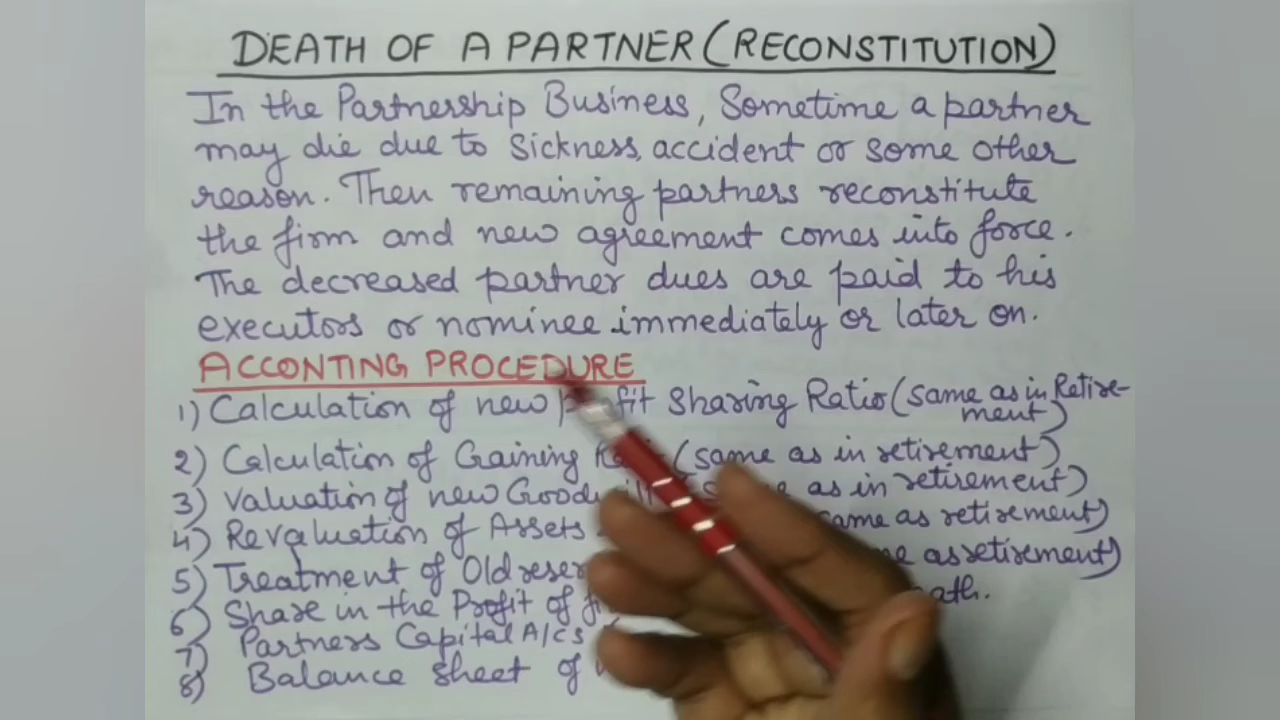 DEATH OF A PARTNER (RECONSTITUTION)
In the Partnership Business, Sometime a partner
may die due to sickness, accident or some other
reason. Then remaining partners reconstitute
the firm and new agreement comes into force.
The decreased partner dues are paid to his
executors or nominee immediately or later on.
ACCONTING PROCEDURE
1) Calculation of new fit Sharing Ratio (same as in Retire-
ment)
2) Calculation of Gaining (same as in retirement)
3) Valuation of new Good as in retirement)
4) Revaluation of Assets same as retirement)
5) Treatment of Old as retirement)
6) Share in the Profit of
7) Partners Capital A/cs
8) Balance sheet of